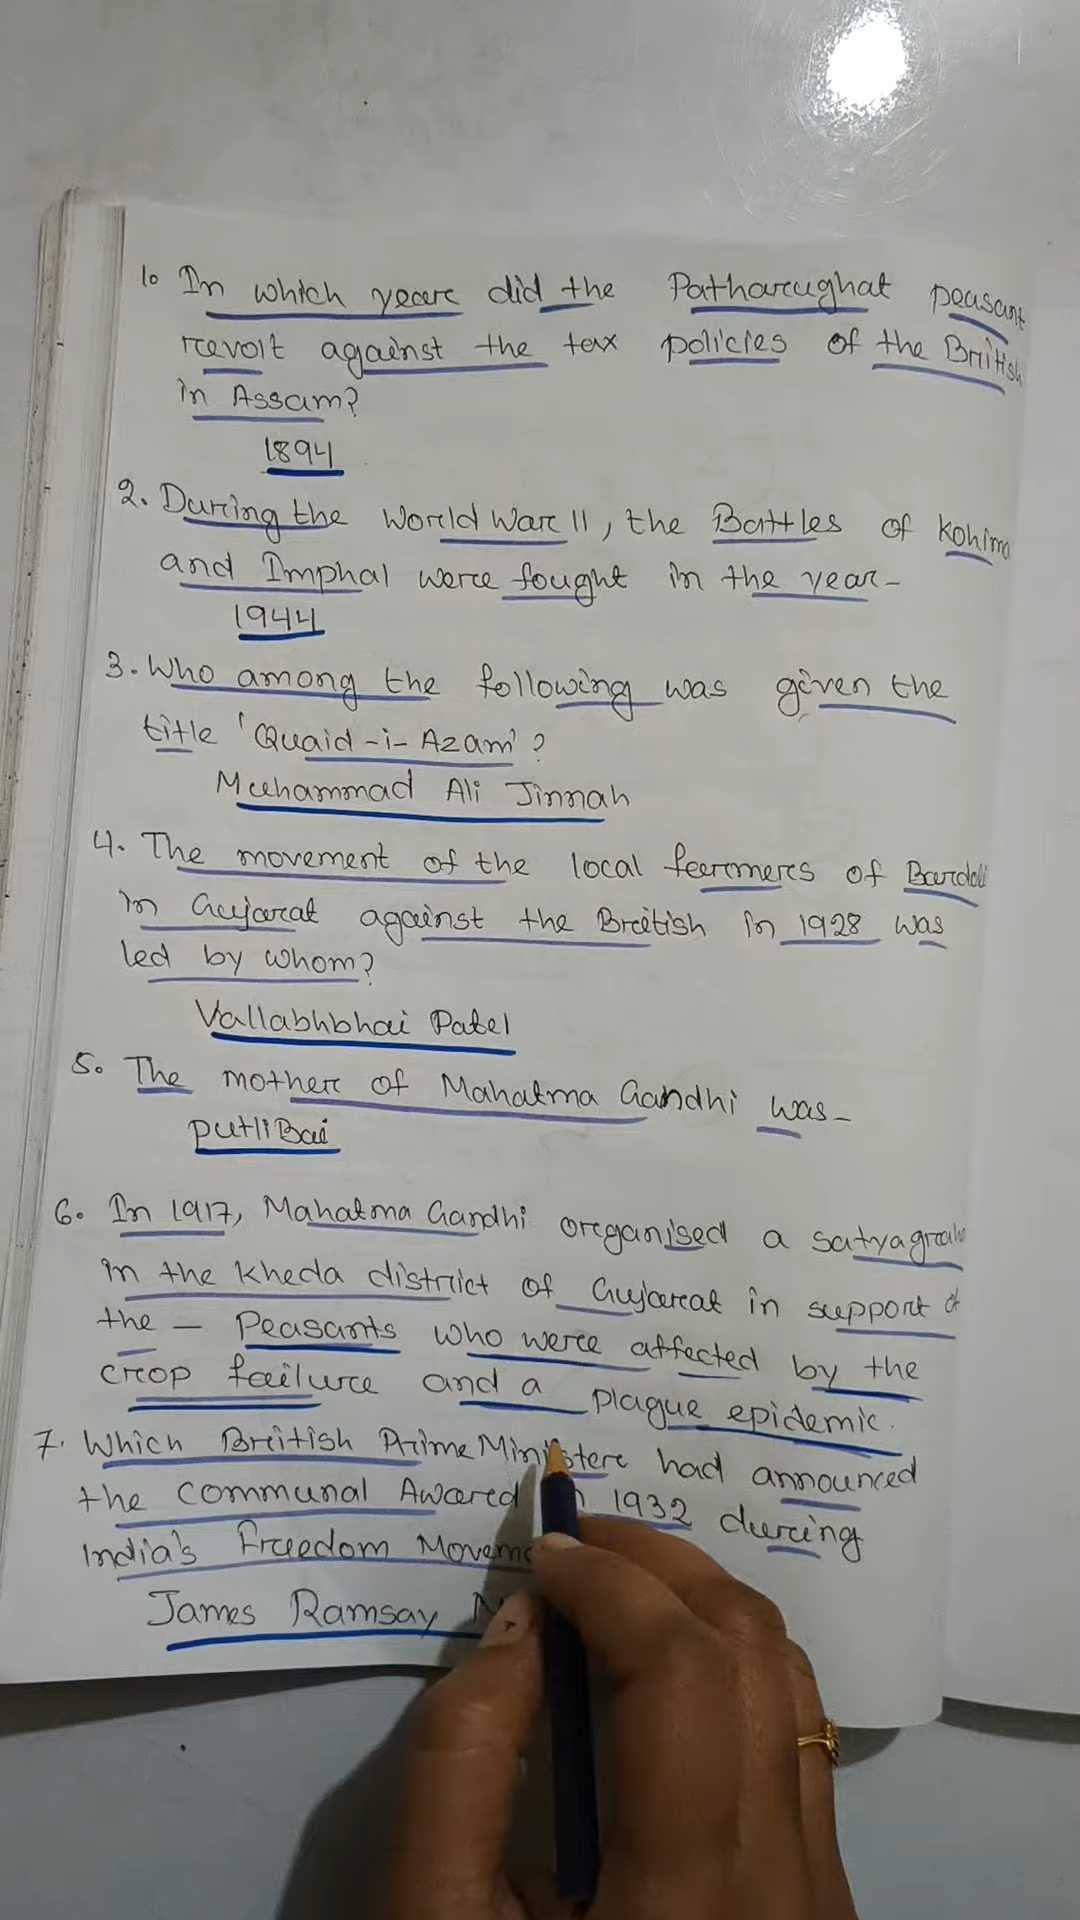 1. In which year did the Patharughat peasant
revolt against the tax policies of the British
in Assam?
1894
2. During the World War II, the Battles of Kohima
and Imphal were fought in the year-
1944
3. Who among the following was given the
title 'Quaid-i-Azam'?
Muhammad Ali Jinnah
4. The movement of the local farmers of Bardoli
in Gujarat against the British in 1928 was
led by whom?
Vallabhbhai Patel
5. The mother of Mahatma Gandhi was-
Putli Bai
6. In 1917, Mahatma Gandhi organised a satyagrah
in the Kheda district of Gujarat in support of
the - Peasants who were affected by the
crop failure and a plague epidemic.
7. Which British Prime Minister had announced
the communal Award 1932 during
India's Freedom
James Ramsay